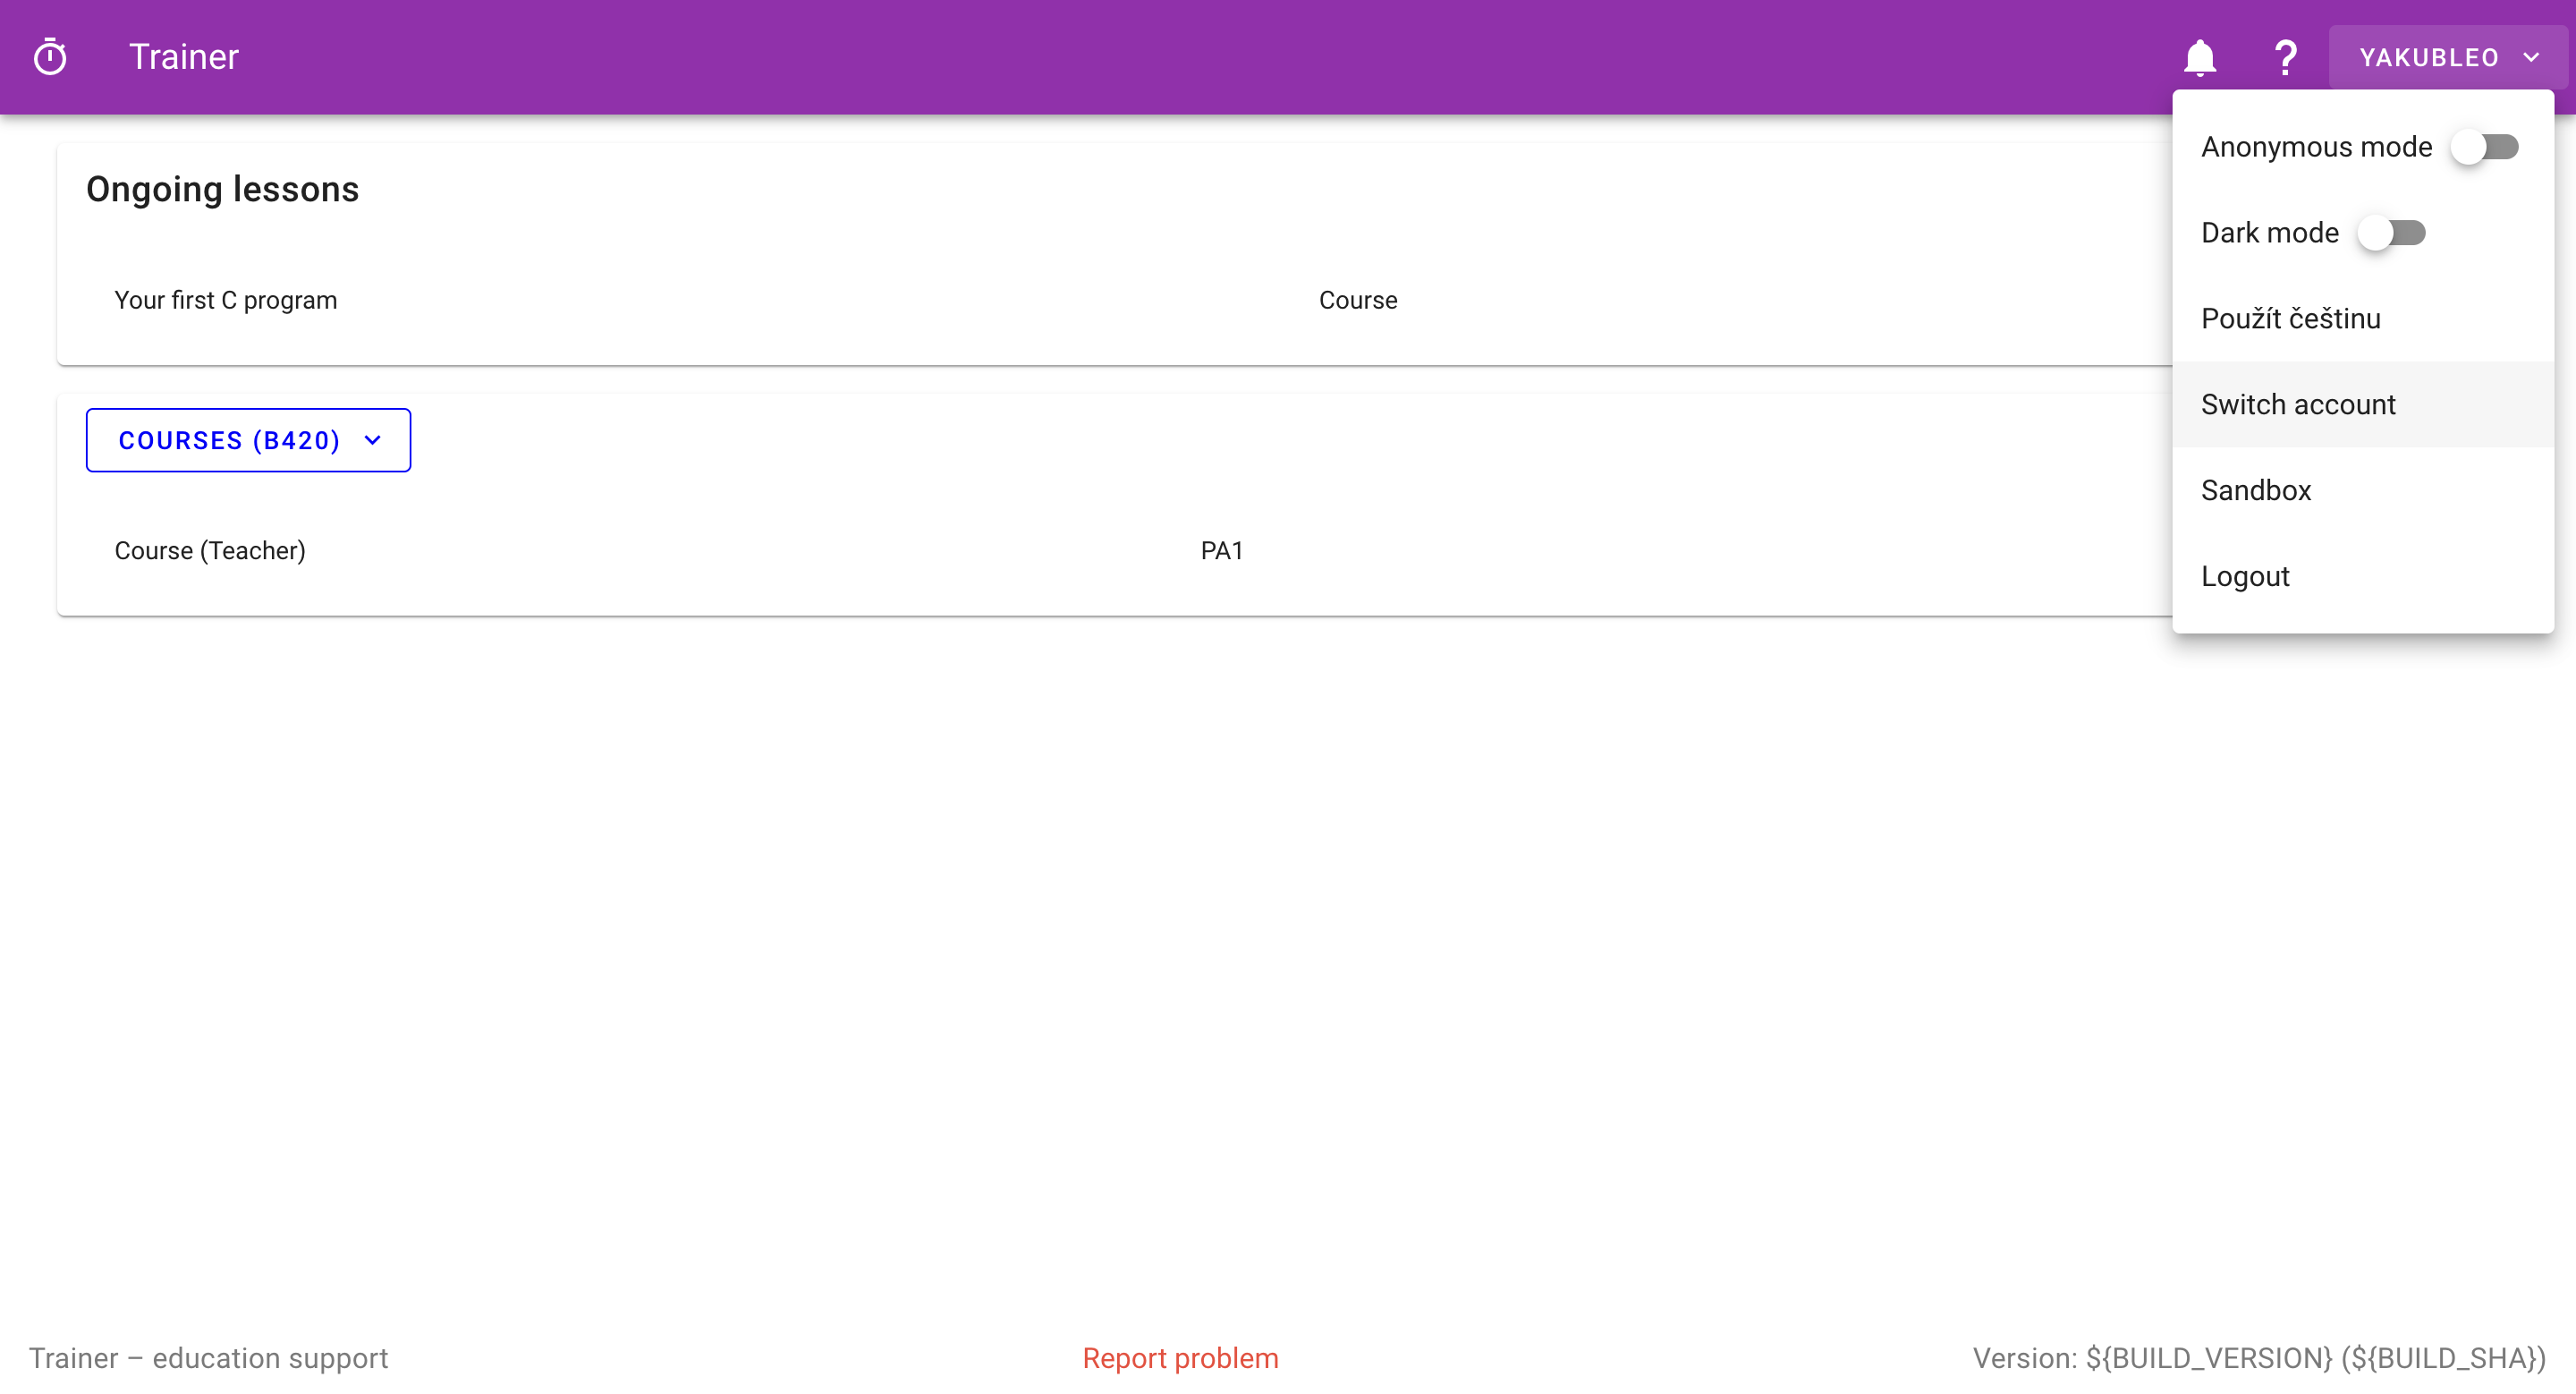 Trainer
YAKUBLEO
Anonymous mode
Dark mode
Použít češtinu
Switch account
Sandbox
Logout
Ongoing lessons
Your first C program
Course
COURSES (B420)
Course (Teacher)
PA1
Trainer – education support
Report problem
Version: ${BUILD_VERSION} (${BUILD_SHA})